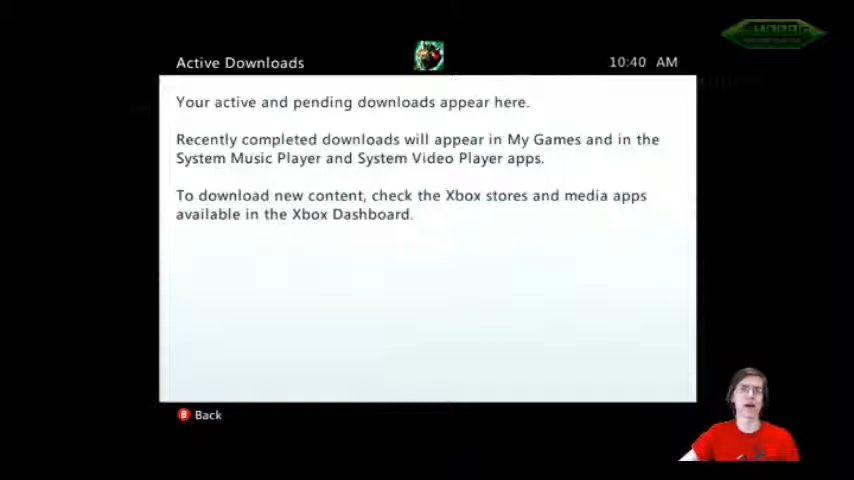 Active Downloads
10:40 AM
Your active and pending downloads appear here.
Recently completed downloads will appear in My Games and in the
System Music Player and System Video Player apps.
To download new content, check the Xbox stores and media apps
available in the Xbox Dashboard.
B Back